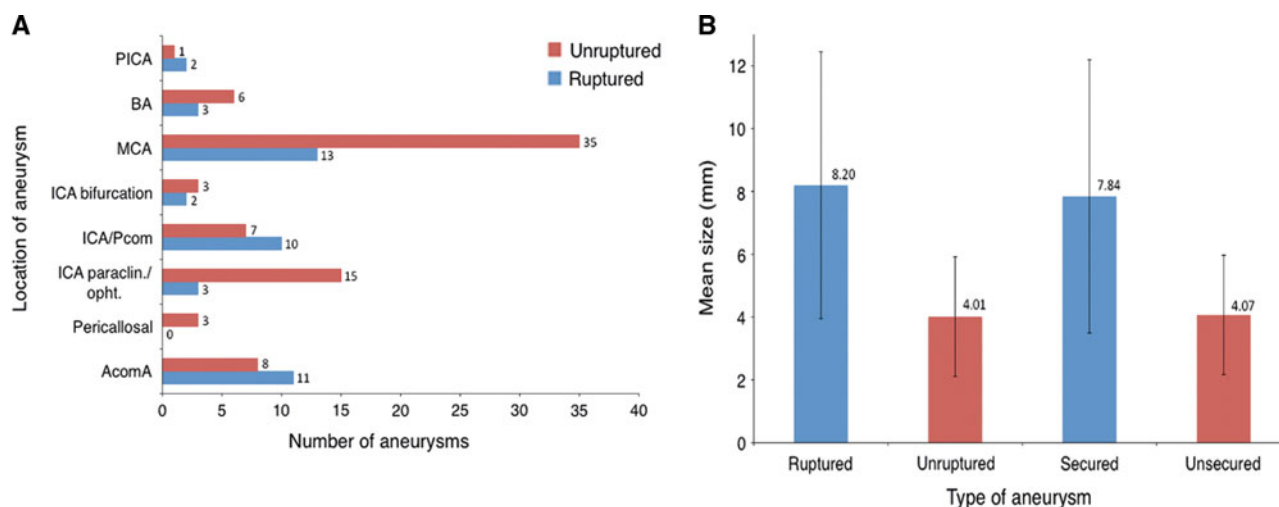 A
Unruptured
Ruptured
Location of aneurysm
PICA
1
2
BA
6
3
MCA
35
13
ICA bifurcation
3
2
ICA/Pcom
7
10
ICA paraclin./
opht.
15
3
Pericallosal
3
0
AcomA
8
11
0 5 10 15 20 25 30 35 40
Number of aneurysms
B
Mean size (mm)
12
10
8
6
4
2
0
8.20
4.01
7.84
4.07
Ruptured Unruptured Secured Unsecured
Type of aneurysm